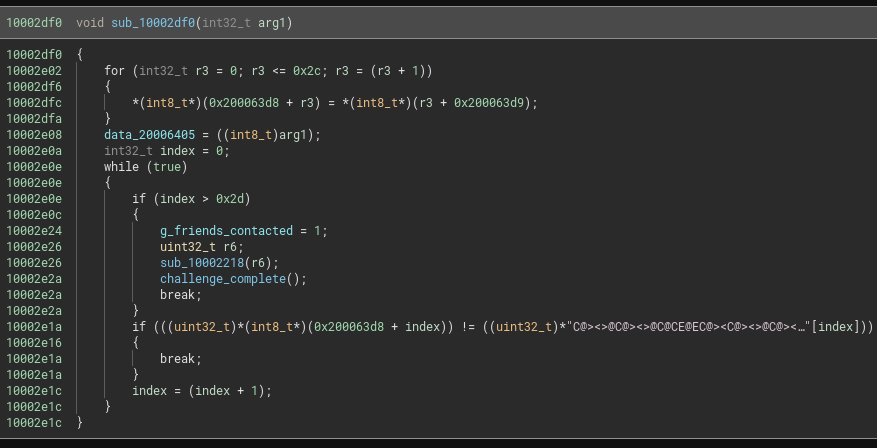 10002df0  void sub_10002df0(int32_t arg1)
10002df0  {
10002e02      for (int32_t r3 = 0; r3 <= 0x2c; r3 = (r3 + 1))
10002df6      {
10002dfc          *(int8_t*)(0x200063d8 + r3) = *(int8_t*)(r3 + 0x200063d9);
10002dfa      }
10002e08      data_20006405 = ((int8_t)arg1);
10002e0a      int32_t index = 0;
10002e0e      while (true)
10002e0e      {
10002e0e          if (index > 0x2d)
10002e0c          {
10002e24              g_friends_contacted = 1;
10002e26              uint32_t r6;
10002e26              sub_10002218(r6);
10002e2a              challenge_complete();
10002e2a              break;
10002e2a          }
10002e1a          if (((uint32_t)*(int8_t*)(0x200063d8 + index)) != ((uint32_t)*"C@><>@C@><>@C@CE@EC@><C@><>@C@><…"[index]))
10002e16          {
10002e1a              break;
10002e1a          }
10002e1c          index = (index + 1);
10002e1c      }
10002e1c  }